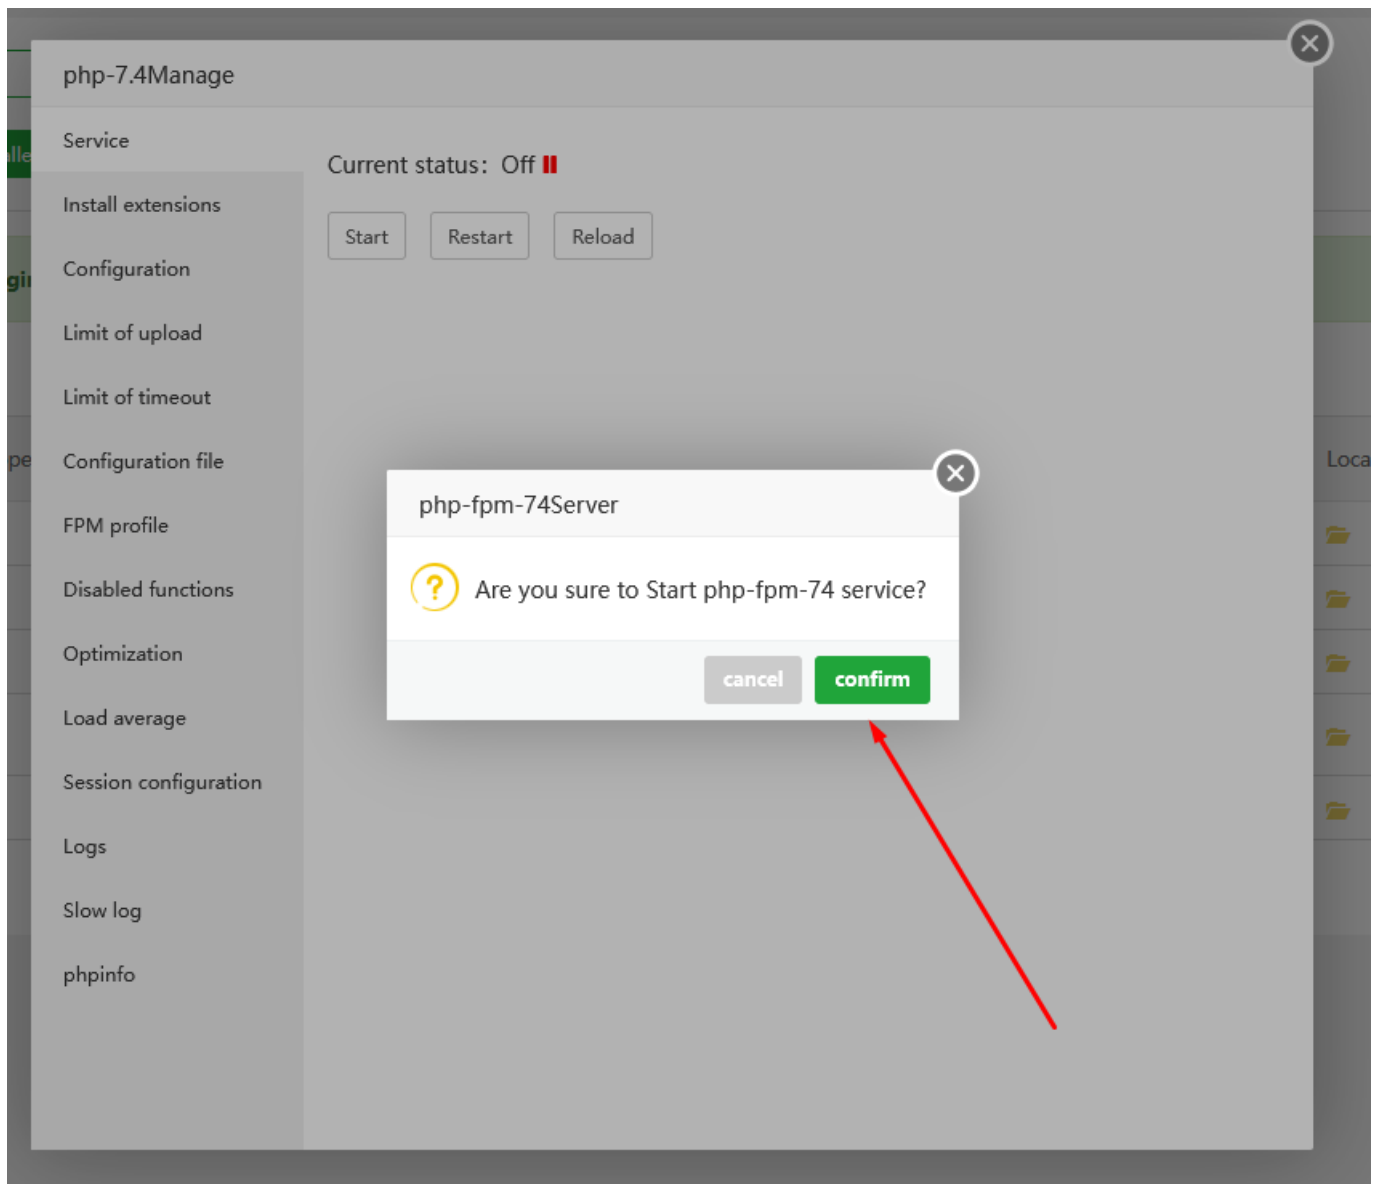 php-7.4Manage
Service
Current status: Off
Install extensions
Start Restart Reload
Configuration
Limit of upload
Limit of timeout
Configuration file
FPM profile
Disabled functions
Optimization
Load average
Session configuration
Logs
Slow log
phpinfo
php-fpm-74Server
Are you sure to Start php-fpm-74 service?
cancel confirm